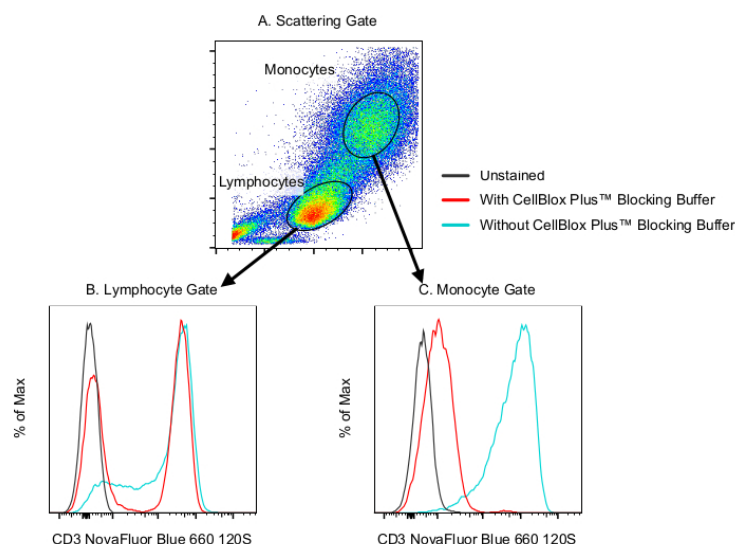 A. Scattering Gate
Monocytes
Lymphocytes
Unstained
With CellBlox Plus™ Blocking Buffer
Without CellBlox Plus™ Blocking Buffer
B. Lymphocyte Gate
C. Monocyte Gate
% of Max
% of Max
CD3 NovaFluor Blue 660 120S
CD3 NovaFluor Blue 660 120S